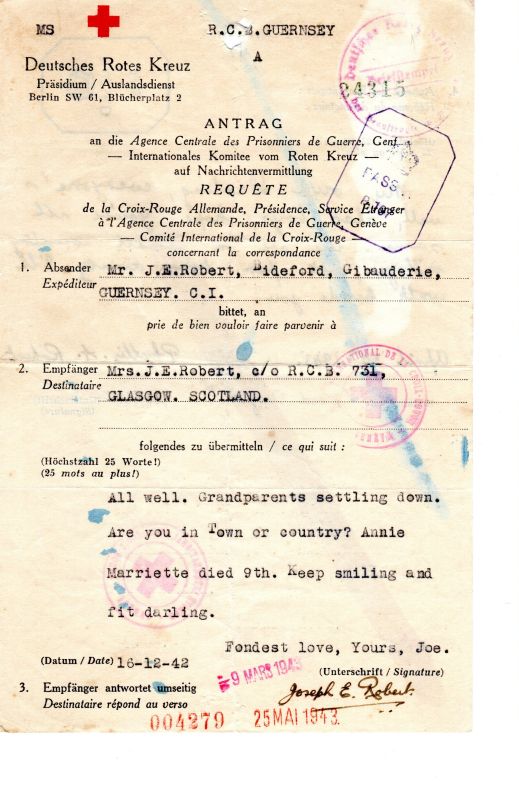 MS
R.C.B. GUERNSEY
A
Deutsches Rotes Kreuz
Präsidium / Auslandsdienst
Berlin SW 61, Blücherplatz 2
24315
ANTRAG
an die Agence Centrale des Prisonniers de Guerre, Genf
— Internationales Komitee vom Roten Kreuz —
auf Nachrichtenvermittlung
PASS
REQUÊTE
de la Croix-Rouge Allemande, Présidence, Service Étranger
à l'Agence Centrale des Prisonniers de Guerre, Genève
— Comité International de la Croix-Rouge —
concernant la correspondance
1. Absender Mr. J.E.Robert, Bideford, Gibauderie,
Expéditeur GUERNSEY. C.I.
bittet, an
prie de bien vouloir faire parvenir à
2. Empfänger Mrs.J.E.Robert, c/o R.C.B. 731,
Destinataire GLASGOW. SCOTLAND.
folgendes zu übermitteln / ce qui suit :
(Höchstzahl 25 Worte!)
(25 mots au plus!)
All well. Grandparents settling down.
Are you in Town or country? Annie
Marriette died 9th. Keep smiling and
fit darling.
Fondest love, Yours, Joe.
(Datum / Date) 16-12-42
9 MARS 1943
(Unterschrift / Signature)
3. Empfänger antwortet umseitig
Destinataire répond au verso
Joseph E. Robert.
004279 25 MAI 1943